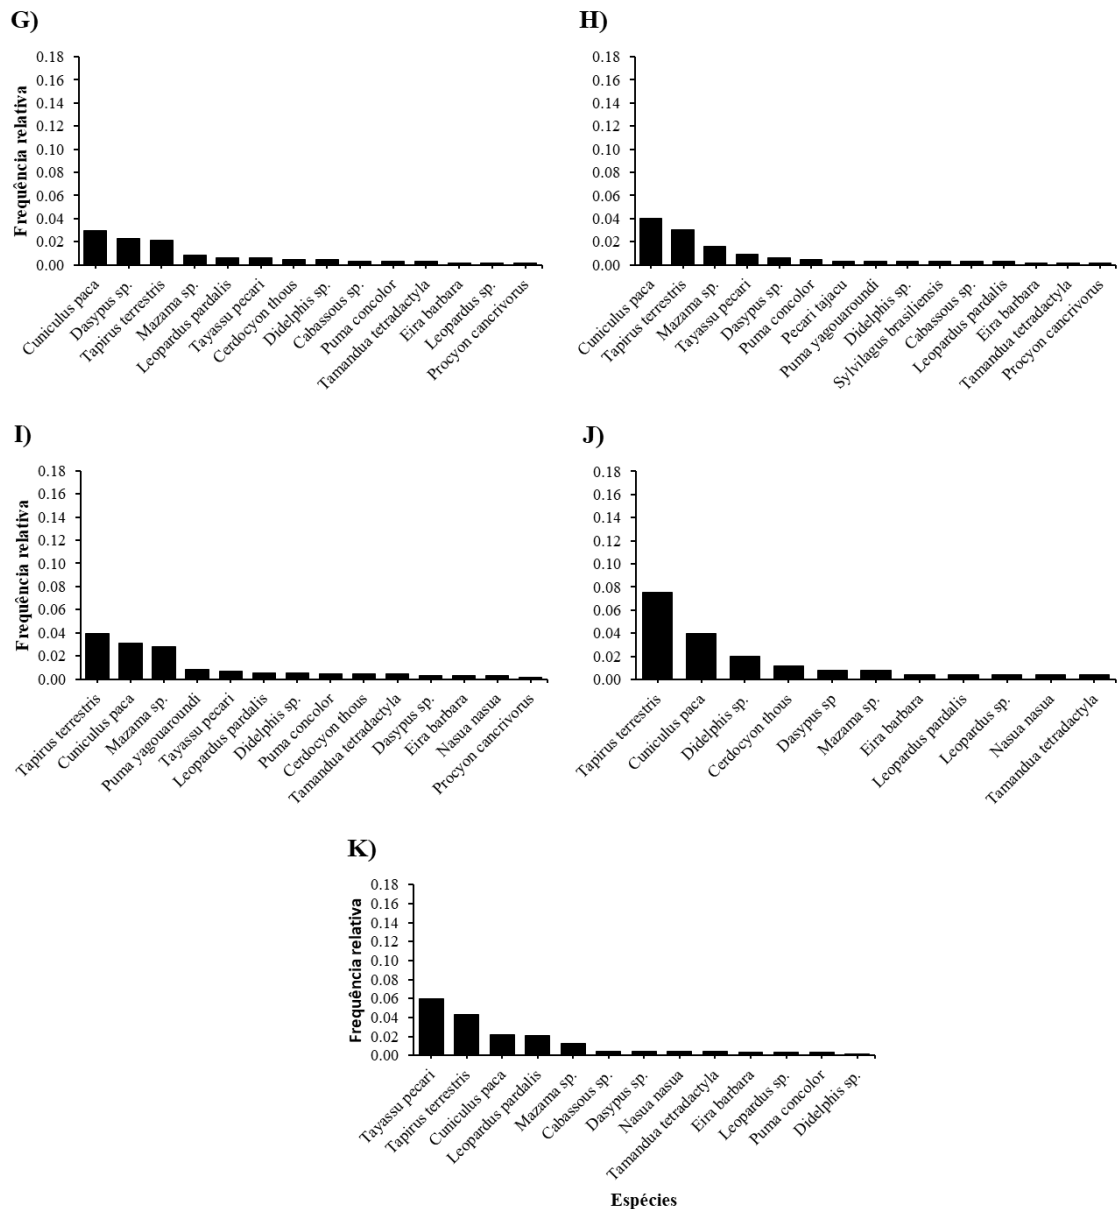 G)
Frequência relativa
0.18
0.16
0.14
0.12
0.10
0.08
0.06
0.04
0.02
0.00
Cuniculus paca
Dasypus sp.
Tapirus terrestris
Mazama sp.
Leopardus pardalis
Tayassu pecari
Cerdocyon thous
Didelphis sp.
Cabassous sp.
Puma concolor
Tamandua tetradactyla
Eira barbara
Leopardus sp.
Procyon cancrivorus
H)
0.18
0.16
0.14
0.12
0.10
0.08
0.06
0.04
0.02
0.00
Cuniculus paca
Tapirus terrestris
Mazama sp.
Tayassu pecari
Dasypus sp.
Puma concolor
Pecari tajacu
Puma yagouaroundi
Didelphis sp.
Sylvilagus brasiliensis
Cabassous sp.
Leopardus pardalis
Eira barbara
Tamandua tetradactyla
Procyon cancrivorus
I)
Frequência relativa
0.18
0.16
0.14
0.12
0.10
0.08
0.06
0.04
0.02
0.00
Tapirus terrestris
Cuniculus paca
Mazama sp.
Puma yagouaroundi
Tayassu pecari
Leopardus pardalis
Didelphis sp.
Puma concolor
Cerdocyon thous
Tamandua tetradactyla
Dasypus sp.
Eira barbara
Nasua nasua
Procyon cancrivorus
J)
0.18
0.16
0.14
0.12
0.10
0.08
0.06
0.04
0.02
0.00
Tapirus terrestris
Cuniculus paca
Didelphis sp.
Cerdocyon thous
Dasypus sp
Mazama sp.
Eira barbara
Leopardus pardalis
Leopardus sp.
Nasua nasua
Tamandua tetradactyla
K)
Frequência relativa
0.18
0.16
0.14
0.12
0.10
0.08
0.06
0.04
0.02
0.00
Tayassu pecari
Tapirus terrestris
Cuniculus paca
Leopardus pardalis
Mazama sp.
Cabassous sp.
Dasypus sp.
Nasua nasua
Tamandua tetradactyla
Eira barbara
Leopardus sp.
Puma concolor
Didelphis sp.
Espécies